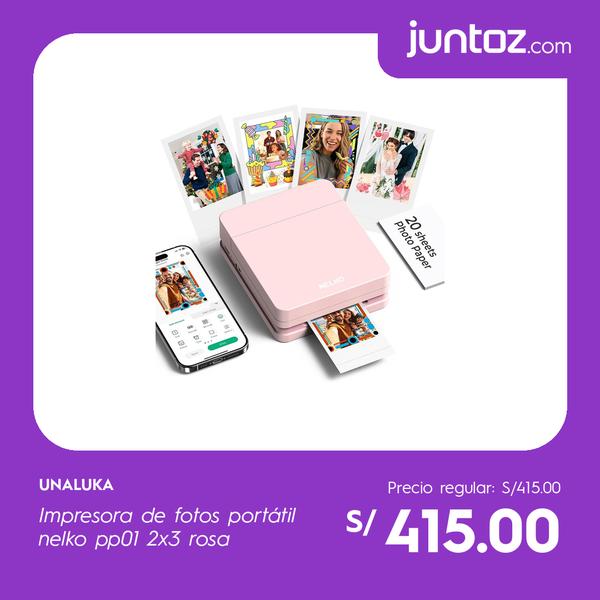 juntoz.com
20 sheets
Photo Paper
NELKO
UNALUKA
Impresora de fotos portátil
nelko pp01 2x3 rosa
Precio regular: S/415.00
S/ 415.00